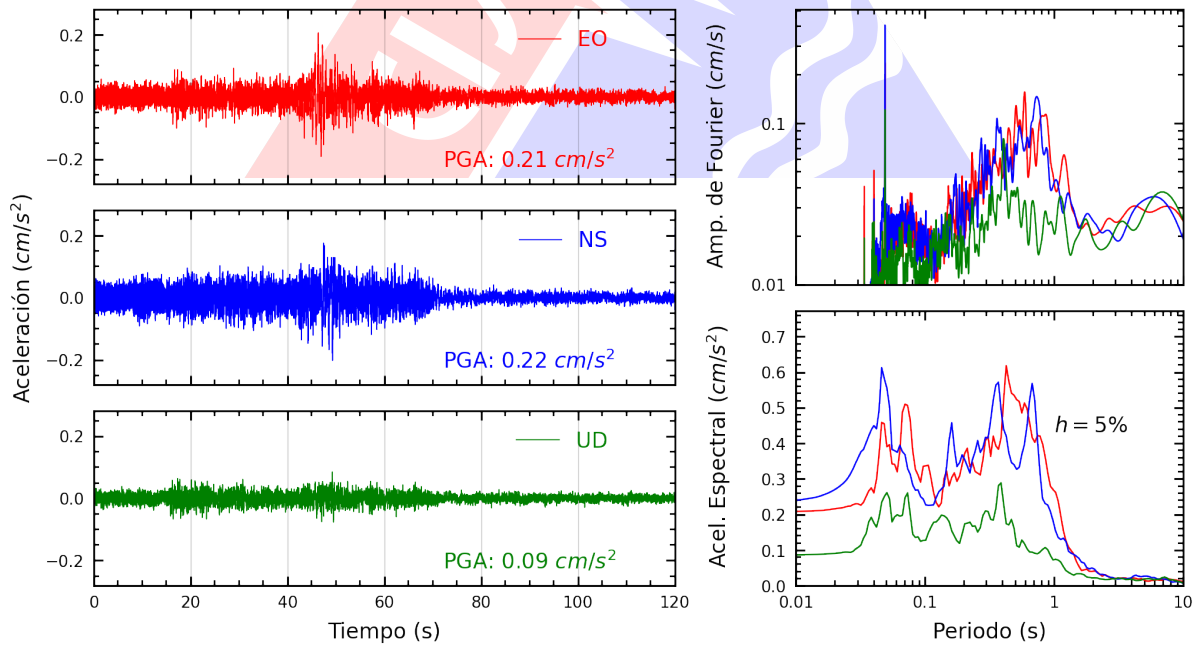 Aceleración (cm/s²)
0.2
0.0
−0.2
EO
PGA: 0.21 cm/s²
0.2
0.0
−0.2
NS
PGA: 0.22 cm/s²
0.2
0.0
−0.2
UD
PGA: 0.09 cm/s²
0 20 40 60 80 100 120
Tiempo (s)
Amp. de Fourier (cm/s)
0.1
0.01
Acel. Espectral (cm/s²)
0.7
0.6
0.5
0.4
0.3
0.2
0.1
0.0
h = 5%
0.01 0.1 1 10
Periodo (s)